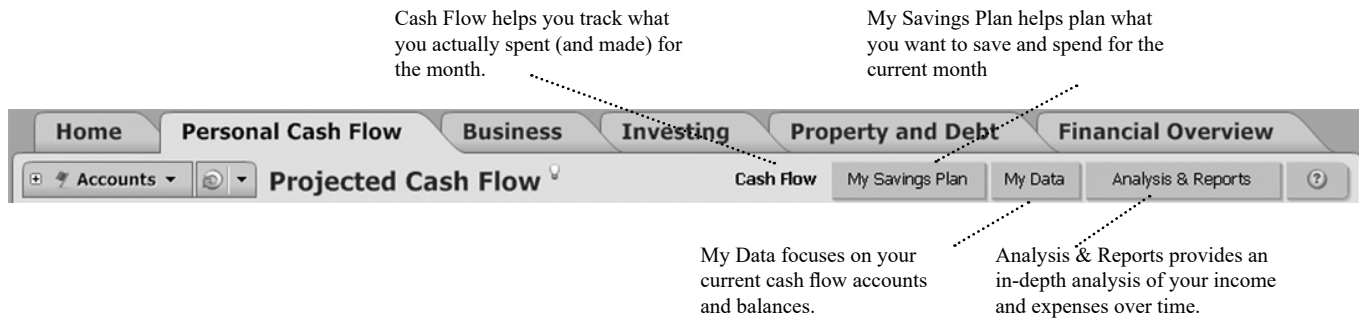 Cash Flow helps you track what
you actually spent (and made) for
the month.
My Savings Plan helps plan what
you want to save and spend for the
current month
Home Personal Cash Flow Business Investing Property and Debt Financial Overview
Accounts Projected Cash Flow Cash Flow My Savings Plan My Data Analysis & Reports ?
My Data focuses on your
current cash flow accounts
and balances.
Analysis & Reports provides an
in-depth analysis of your income
and expenses over time.